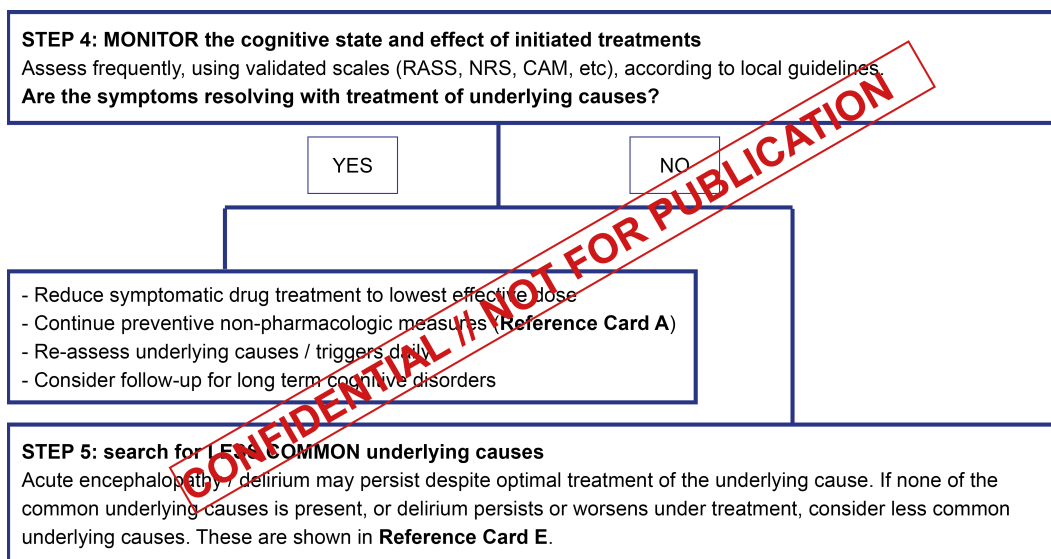 STEP 4: MONITOR the cognitive state and effect of initiated treatments
Assess frequently, using validated scales (RASS, NRS, CAM, etc), according to local guidelines.
Are the symptoms resolving with treatment of underlying causes?
YES
NO
- Reduce symptomatic drug treatment to lowest effective dose
- Continue preventive non-pharmacologic measures (Reference Card A)
- Re-assess underlying causes / triggers daily
- Consider follow-up for long term cognitive disorders
STEP 5: search for LESS COMMON underlying causes
Acute encephalopathy / delirium may persist despite optimal treatment of the underlying cause. If none of the
common underlying causes is present, or delirium persists or worsens under treatment, consider less common
underlying causes. These are shown in Reference Card E.
CONFIDENTIAL // NOT FOR PUBLICATION